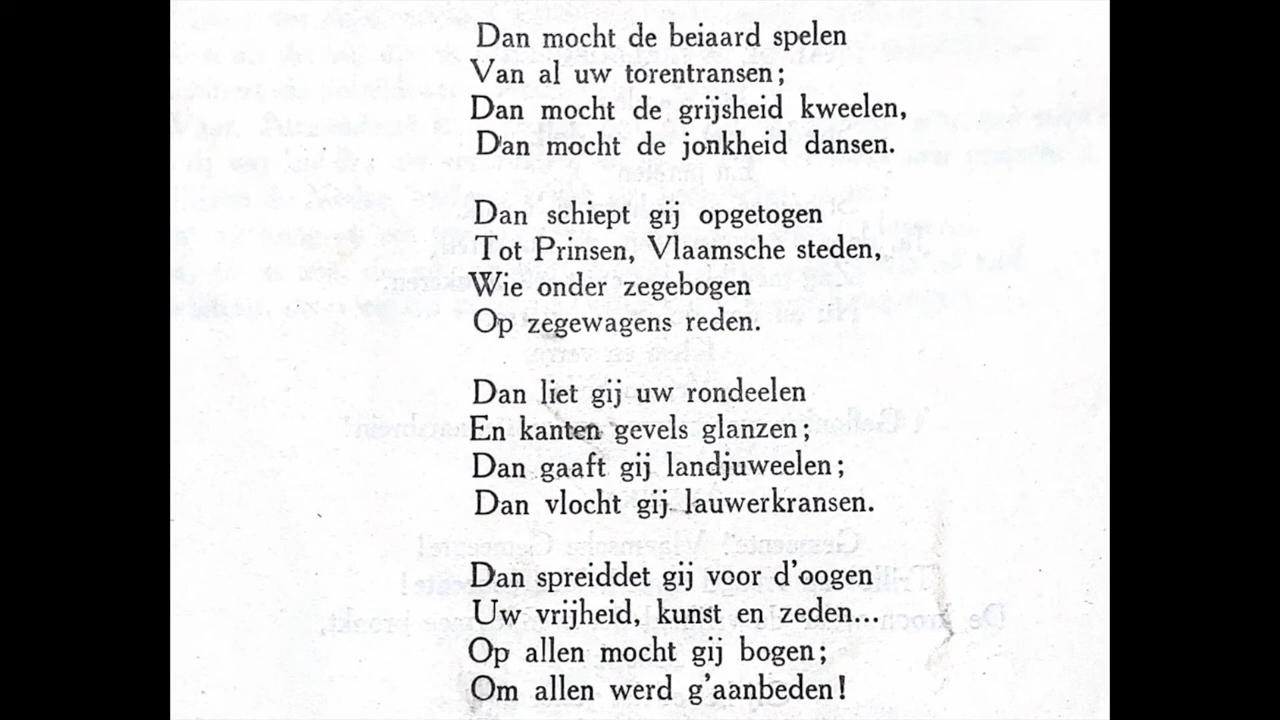 Dan mocht de beiaard spelen
Van al uw torentransen;
Dan mocht de grijsheid kweelen,
Dan mocht de jonkheid dansen.
Dan schiept gij opgetogen
Tot Prinsen, Vlaamsche steden,
Wie onder zegebogen
Op zegewagens reden.
Dan liet gij uw rondeelen
En kanten gevels glanzen;
Dan gaaft gij landjuweelen;
Dan vlocht gij lauwerkransen.
Dan spreiddet gij voor d'oogen
Uw vrijheid, kunst en zeden...
Op allen mocht gij bogen;
Om allen werd g'aanbeden!